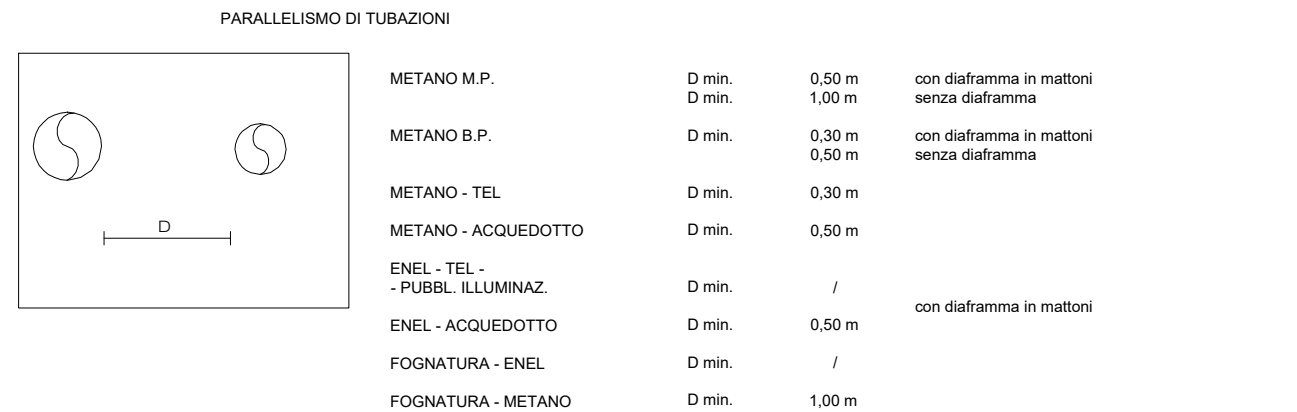 PARALLELISMO DI TUBAZIONI
D
METANO M.P. D min. 0,50 m con diaframma in mattoni
D min. 1,00 m senza diaframma
METANO B.P. D min. 0,30 m con diaframma in mattoni
0,50 m senza diaframma
METANO - TEL D min. 0,30 m
METANO - ACQUEDOTTO D min. 0,50 m
ENEL - TEL -
- PUBBL. ILLUMINAZ. D min. /
con diaframma in mattoni
ENEL - ACQUEDOTTO D min. 0,50 m
FOGNATURA - ENEL D min. /
FOGNATURA - METANO D min. 1,00 m